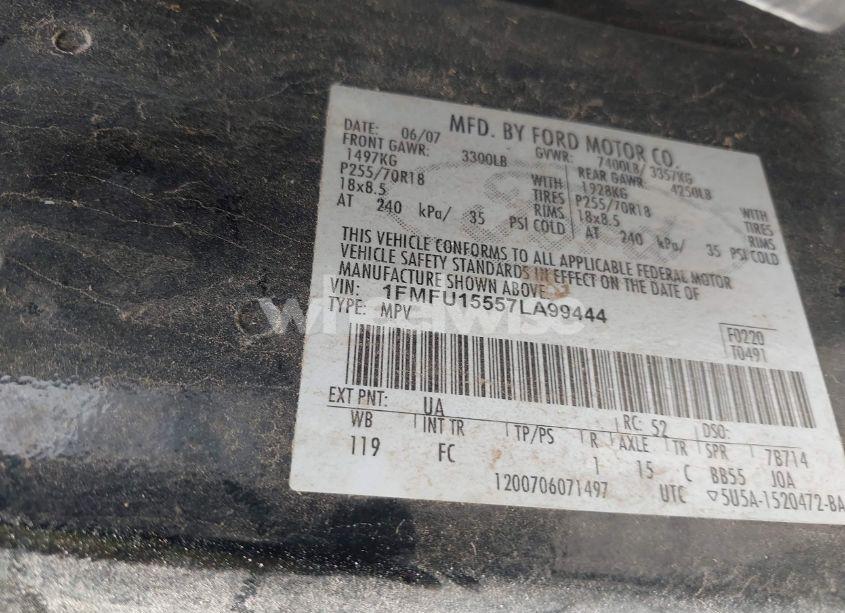 MFD. BY FORD MOTOR CO.
DATE: 06/07 GVWR: 7400LB/ 3357KG
FRONT GAWR: 3300LB REAR GAWR: 4250LB
1497KG WITH 1928KG WITH
P255/70R18 TIRES P255/70R18 TIRES
18x8.5 RIMS 18x8.5 RIMS
AT 240 kPa/ 35 PSI COLD AT 240 kPa/ 35 PSI COLD
THIS VEHICLE CONFORMS TO ALL APPLICABLE FEDERAL MOTOR
VEHICLE SAFETY STANDARDS IN EFFECT ON THE DATE OF
MANUFACTURE SHOWN ABOVE.
VIN: 1FMFU15557LA99444
TYPE: MPV
F0220
T0491
EXT PNT: UA RC: 52 DSO:
WB INT TR TP/PS R AXLE TR SPR 7B714
119 FC 1 15 C BB55 JOA
1200706071497 UTC ▽5U5A-1520472-BA